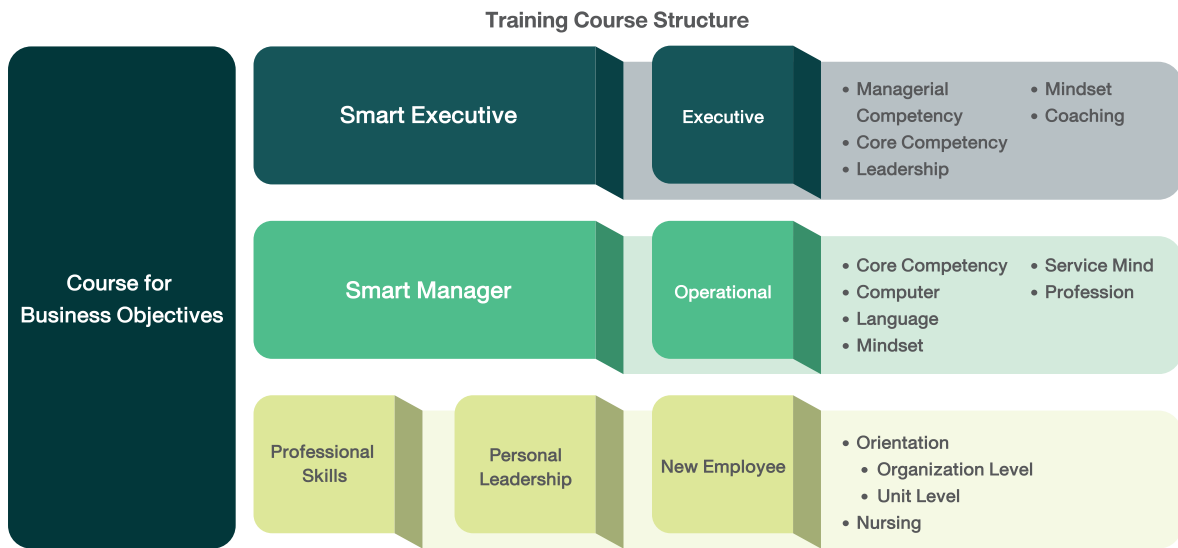 Training Course Structure
Course for
Business Objectives
Smart Executive
Executive
• Managerial
Competency
• Core Competency
• Leadership
• Mindset
• Coaching
Smart Manager
Operational
• Core Competency
• Computer
• Language
• Mindset
• Service Mind
• Profession
Professional
Skills
Personal
Leadership
New Employee
• Orientation
• Organization Level
• Unit Level
• Nursing